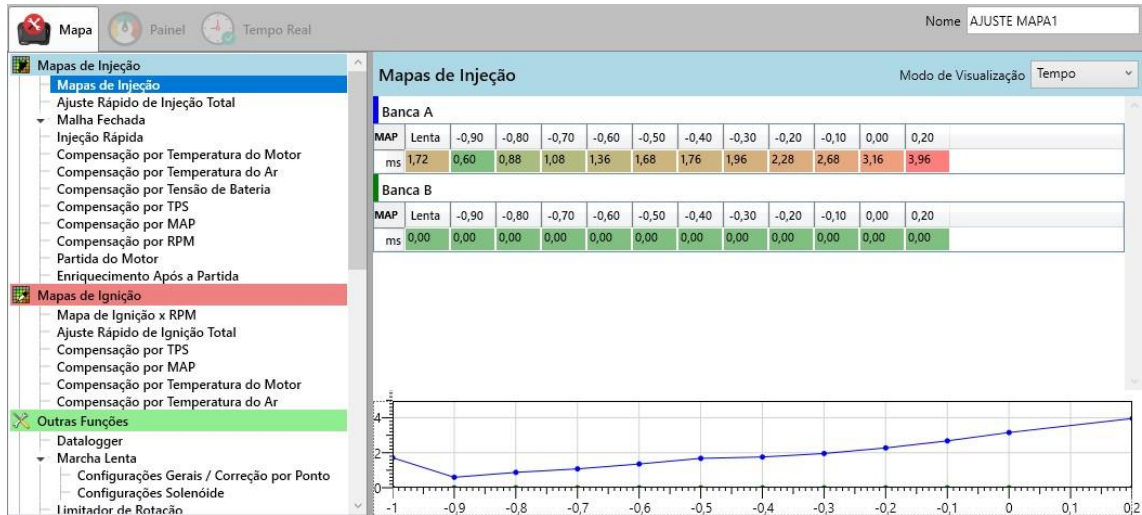 Mapa Painel Tempo Real Nome AJUSTE MAPA1
Mapas de Injeção
Mapas de Injeção
Ajuste Rápido de Injeção Total
Malha Fechada
Injeção Rápida
Compensação por Temperatura do Motor
Compensação por Temperatura do Ar
Compensação por Tensão de Bateria
Compensação por TPS
Compensação por MAP
Compensação por RPM
Partida do Motor
Enriquecimento Após a Partida
Mapas de Ignição
Mapa de Ignição x RPM
Ajuste Rápido de Ignição Total
Compensação por TPS
Compensação por MAP
Compensação por Temperatura do Motor
Compensação por Temperatura do Ar
Outras Funções
Datalogger
Marcha Lenta
Configurações Gerais / Correção por Ponto
Configurações Solenóide
Limitador de Rotação
Mapas de Injeção Modo de Visualização Tempo
Banca A
MAP Lenta -0,90 -0,80 -0,70 -0,60 -0,50 -0,40 -0,30 -0,20 -0,10 0,00 0,20
ms 1,72 0,60 0,88 1,08 1,36 1,68 1,76 1,96 2,28 2,68 3,16 3,96
Banca B
MAP Lenta -0,90 -0,80 -0,70 -0,60 -0,50 -0,40 -0,30 -0,20 -0,10 0,00 0,20
ms 0,00 0,00 0,00 0,00 0,00 0,00 0,00 0,00 0,00 0,00 0,00 0,00
4
2
0
-1 -0,9 -0,8 -0,7 -0,6 -0,5 -0,4 -0,3 -0,2 -0,1 0 0,1 0,2